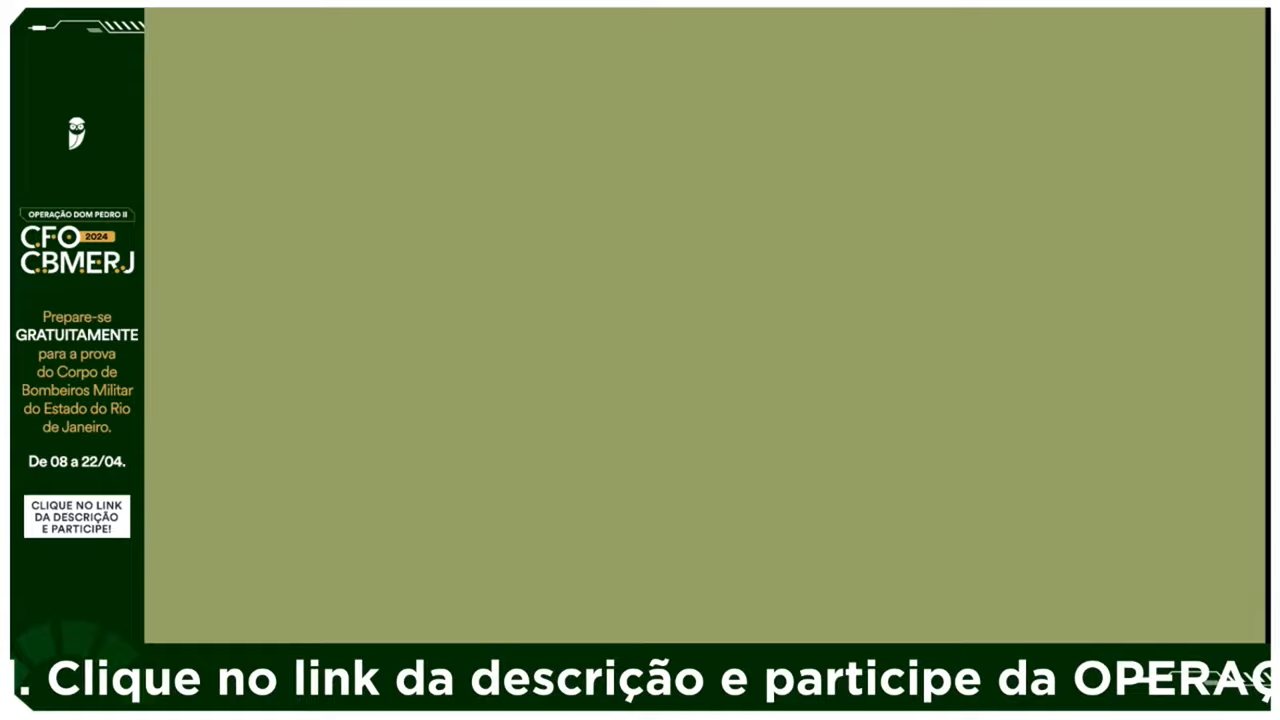 OPERAÇÃO DOM PEDRO II
CFO 2024
CBMERJ
Prepare-se
GRATUITAMENTE
para a prova
do Corpo de
Bombeiros Militar
do Estado do Rio
de Janeiro.
De 08 a 22/04.
CLIQUE NO LINK
DA DESCRIÇÃO
E PARTICIPE!
. Clique no link da descrição e participe da OPERAÇ